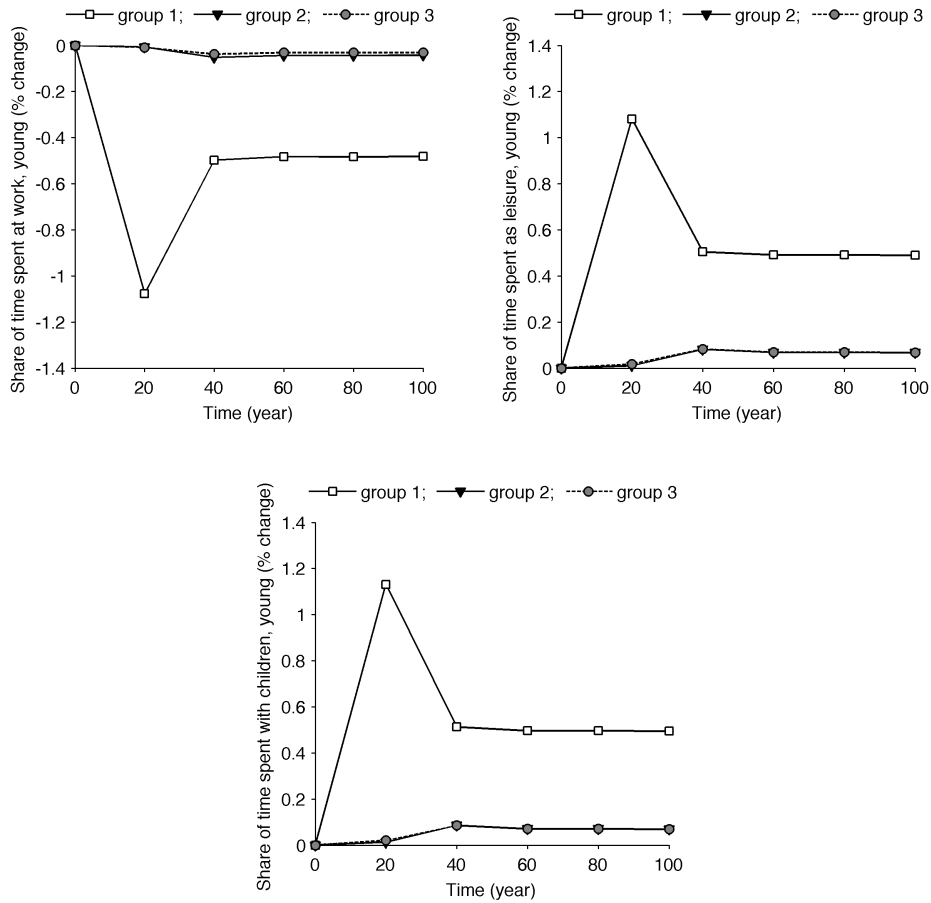 group 1; group 2; group 3
Share of time spent at work, young (% change)
0
-0.2
-0.4
-0.6
-0.8
-1
-1.2
-1.4
0 20 40 60 80 100
Time (year)
group 1; group 2; group 3
Share of time spent as leisure, young (% change)
1.4
1.2
1
0.8
0.6
0.4
0.2
0
0 20 40 60 80 100
Time (year)
group 1; group 2; group 3
Share of time spent with children, young (% change)
1.4
1.2
1
0.8
0.6
0.4
0.2
0
0 20 40 60 80 100
Time (year)